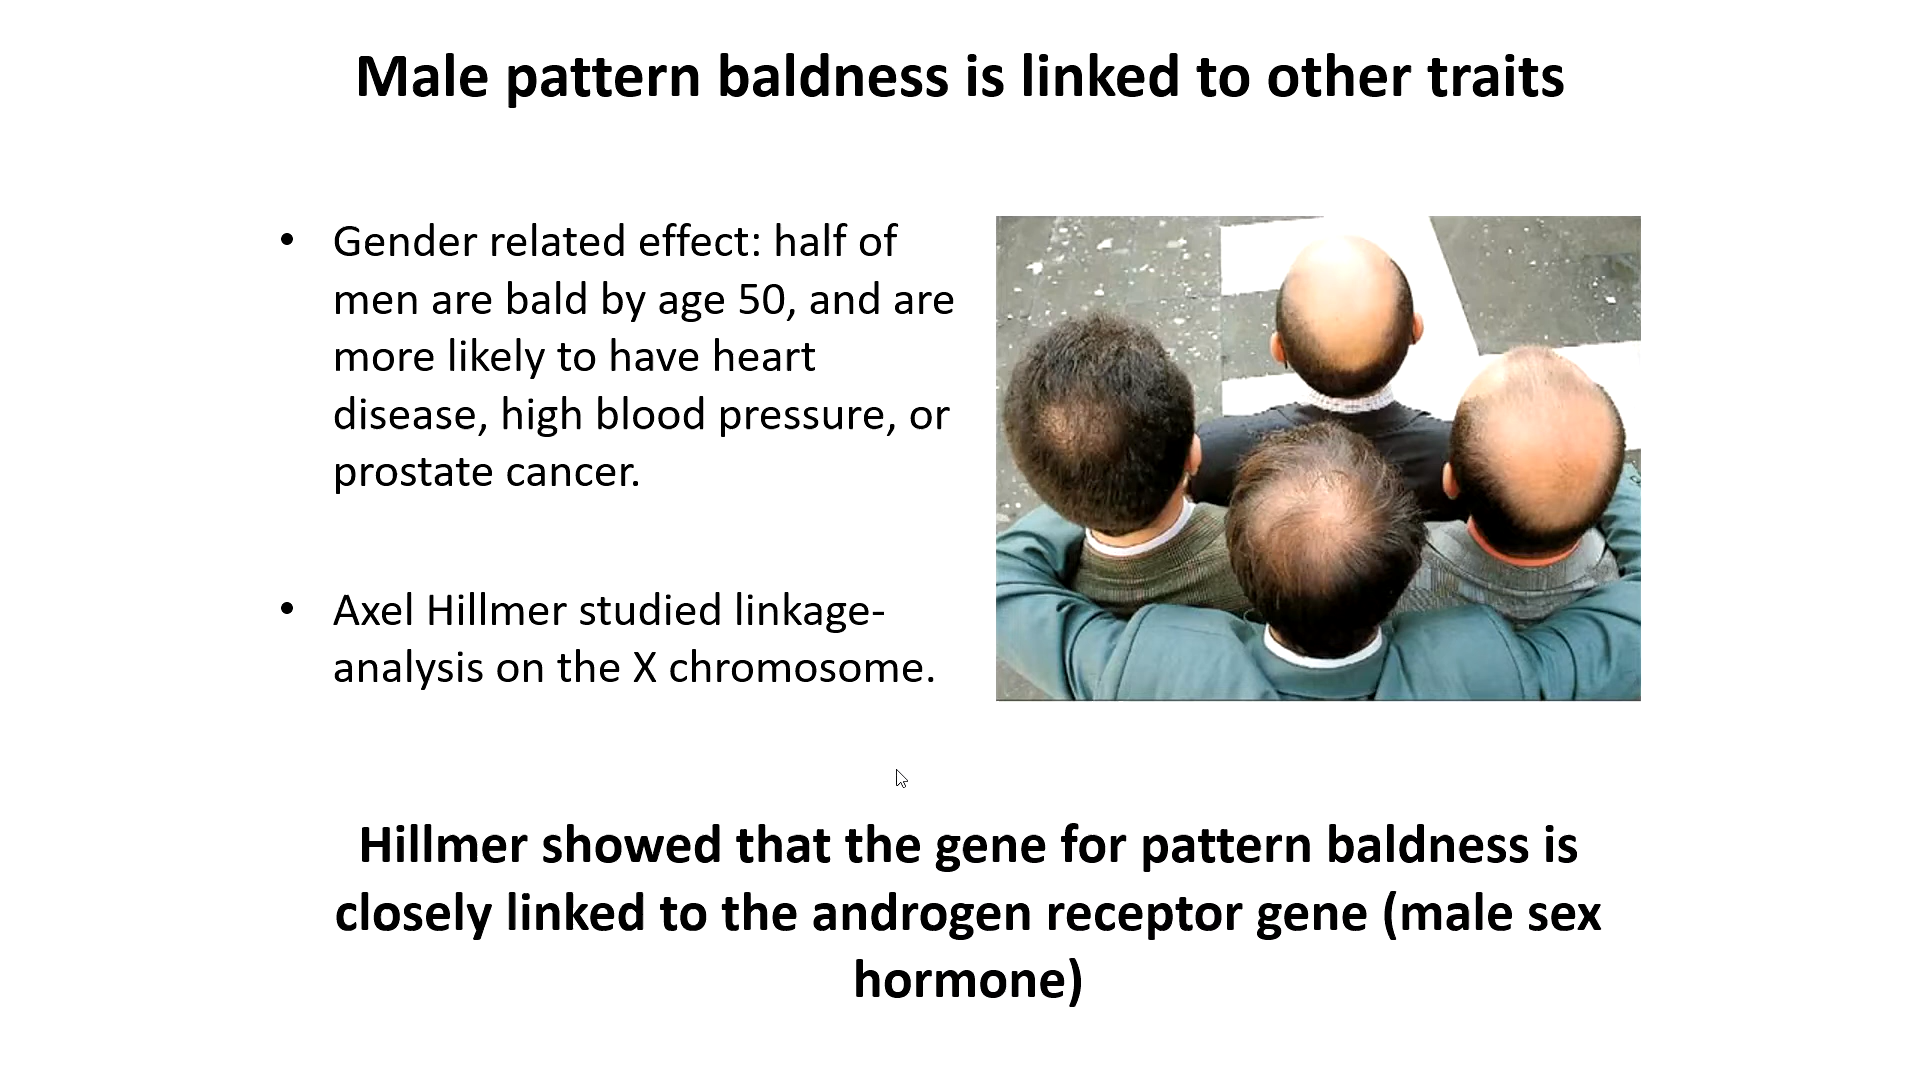 Male pattern baldness is linked to other traits
• Gender related effect: half of
men are bald by age 50, and are
more likely to have heart
disease, high blood pressure, or
prostate cancer.
• Axel Hillmer studied linkage-
analysis on the X chromosome.
Hillmer showed that the gene for pattern baldness is
closely linked to the androgen receptor gene (male sex
hormone)